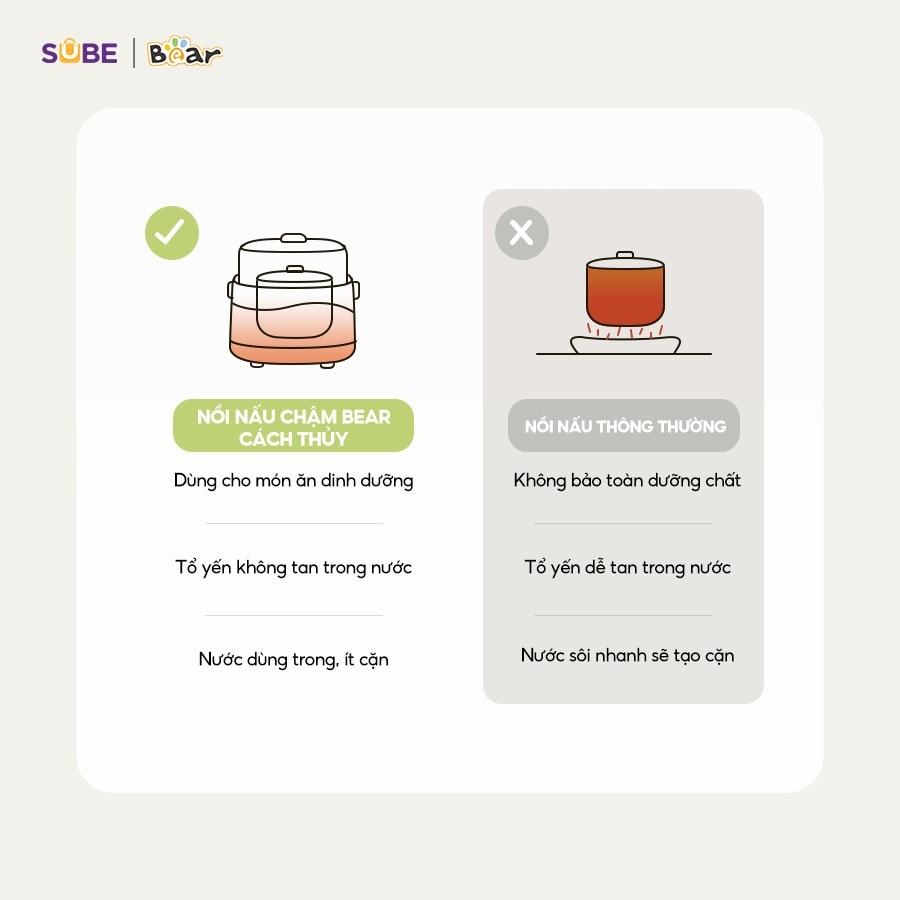 SUBE | Bear
NỒI NẤU CHẬM BEAR
CÁCH THỦY
Dùng cho món ăn dinh dưỡng
Tổ yến không tan trong nước
Nước dùng trong, ít cặn
NỒI NẤU THÔNG THƯỜNG
Không bảo toàn dưỡng chất
Tổ yến dễ tan trong nước
Nước sôi nhanh sẽ tạo cặn